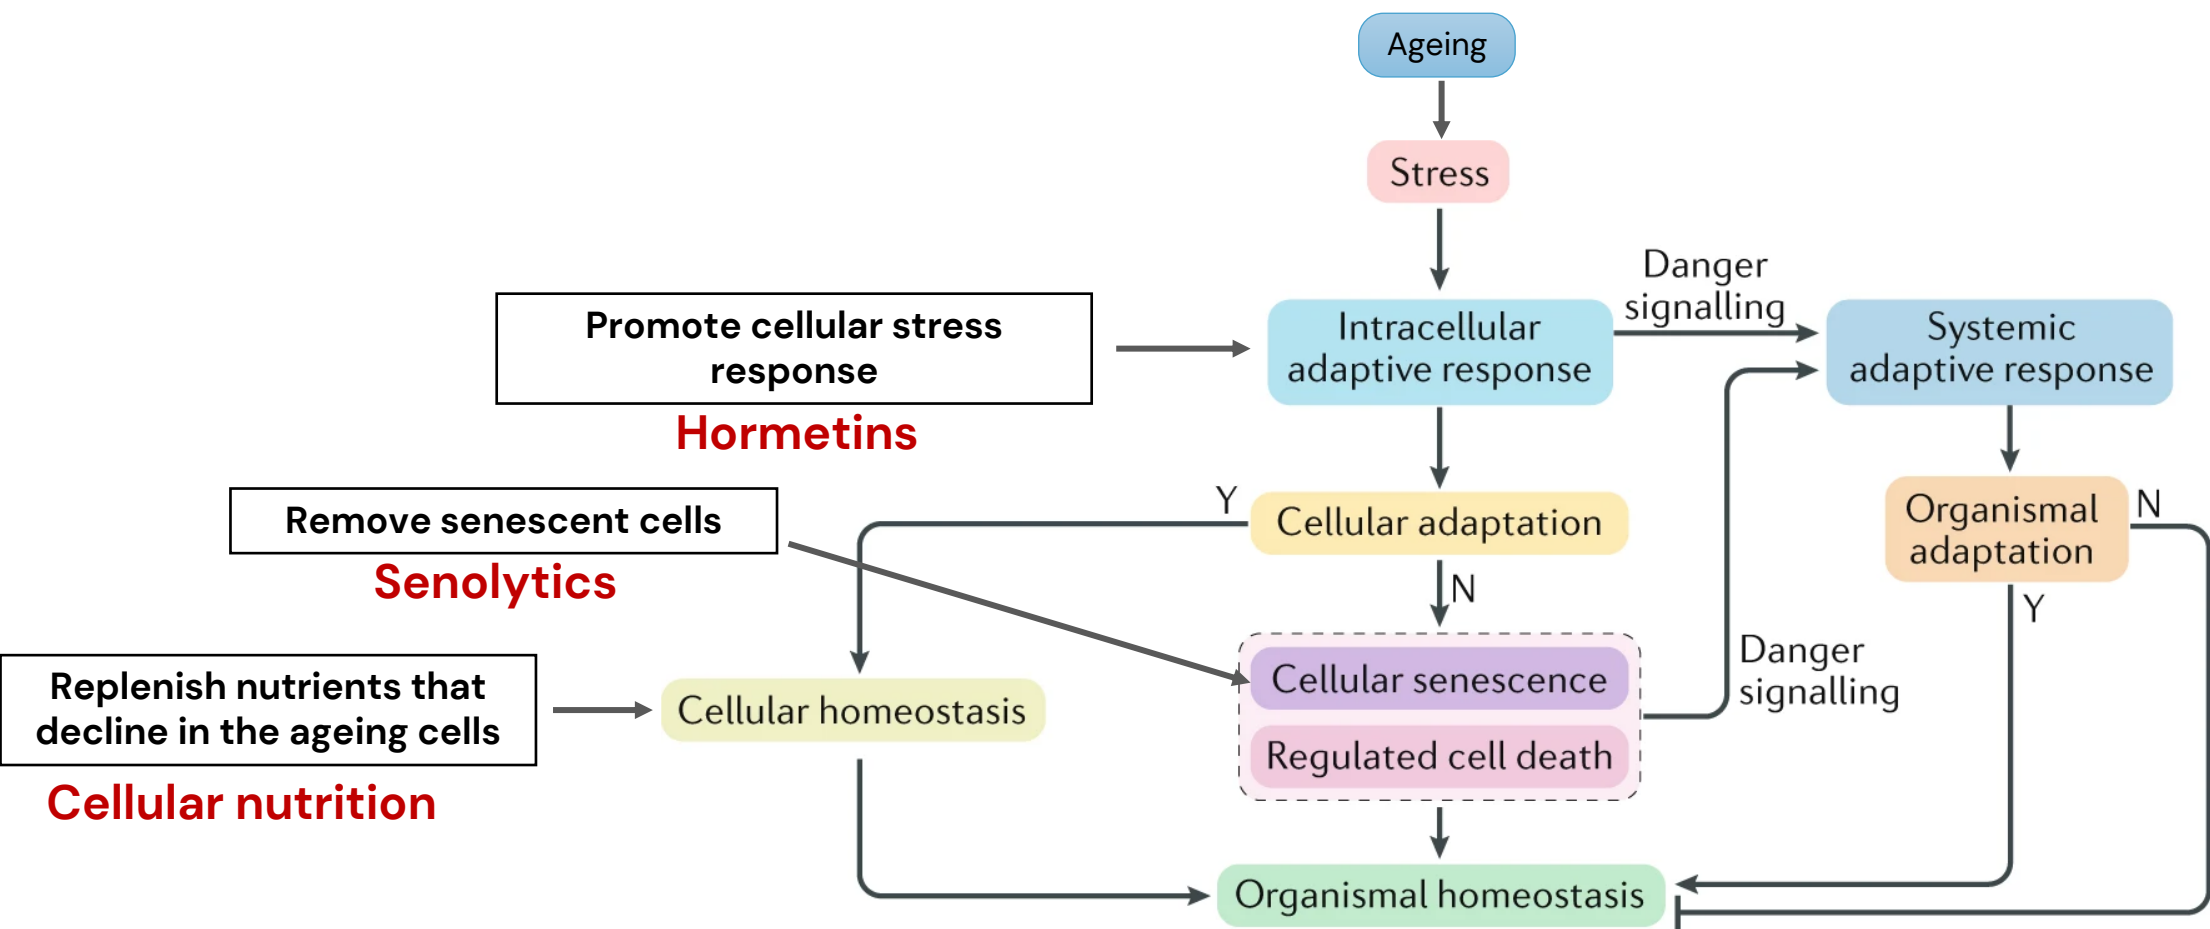 Ageing
Stress
Danger
signalling
Promote cellular stress
response
Hormetins
Intracellular
adaptive response
Systemic
adaptive response
Remove senescent cells
Senolytics
Y
Cellular adaptation
N
Organismal
adaptation
N
Y
Replenish nutrients that
decline in the ageing cells
Cellular nutrition
Cellular homeostasis
Cellular senescence
Regulated cell death
Danger
signalling
Organismal homeostasis